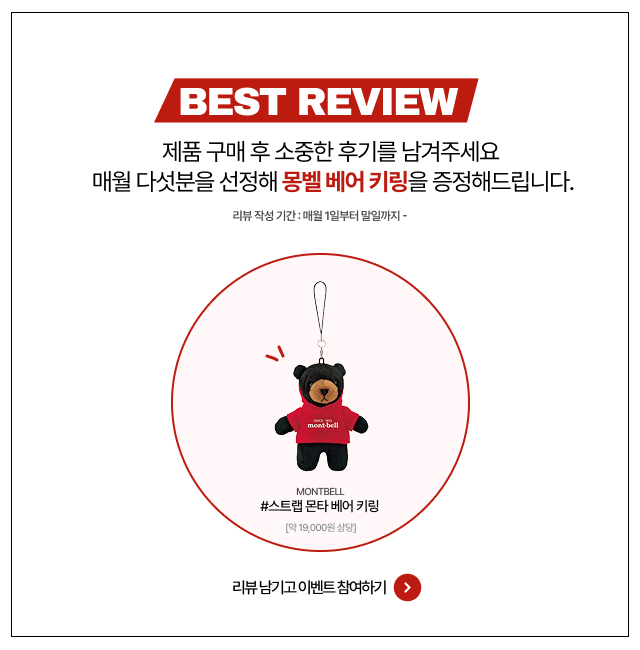 BEST REVIEW
제품 구매 후 소중한 후기를 남겨주세요
매월 다섯분을 선정해 몽벨 베어 키링을 증정해드립니다.
리뷰 작성 기간 : 매월 1일부터 말일까지 -
SINCE 1975
mont-bell
MONTBELL
#스트랩 몬타 베어 키링
[약 19,000원 상당]
리뷰 남기고 이벤트 참여하기